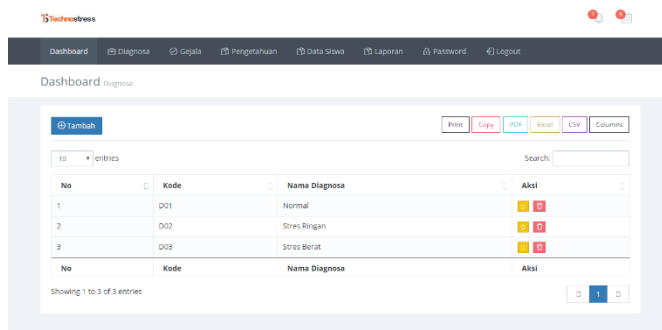 Technostress
7 9
Dashboard Diagnosa Gejala Pengetahuan Data Siswa Laporan Password Logout
Dashboard Diagnosa
Tambah Print Copy PDF Excel CSV Columns
10 entries Search:
No Kode Nama Diagnosa Aksi
1 D01 Normal
2 D02 Stres Ringan
3 D03 Stres Berat
No Kode Nama Diagnosa Aksi
Showing 1 to 3 of 3 entries 1